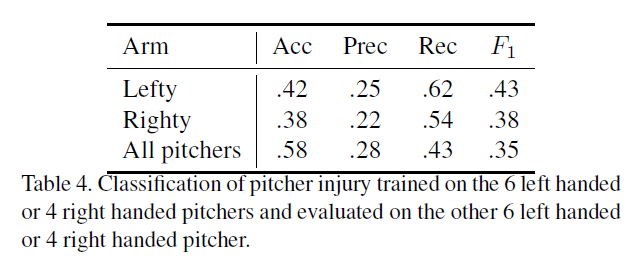 Arm Acc Prec Rec F1
Lefty .42 .25 .62 .43
Righty .38 .22 .54 .38
All pitchers .58 .28 .43 .35
Table 4. Classification of pitcher injury trained on the 6 left handed
or 4 right handed pitchers and evaluated on the other 6 left handed
or 4 right handed pitcher.